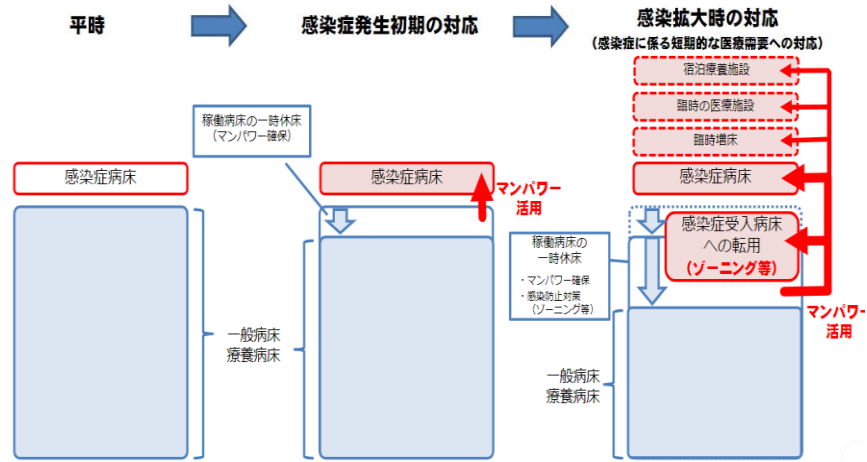 平時
感染症発生初期の対応
感染拡大時の対応
(感染症に係る短期的な医療需要への対応)
宿泊療養施設
臨時の医療施設
臨時増床
稼働病床の一時休床
(マンパワー確保)
感染症病床
感染症病床
感染症病床
マンパワー
活用
感染症受入病床
への転用
(ゾーニング等)
稼働病床の
一時休床
・マンパワー確保
・感染防止対策
(ゾーニング等)
マンパワー
活用
一般病床
療養病床
一般病床
療養病床